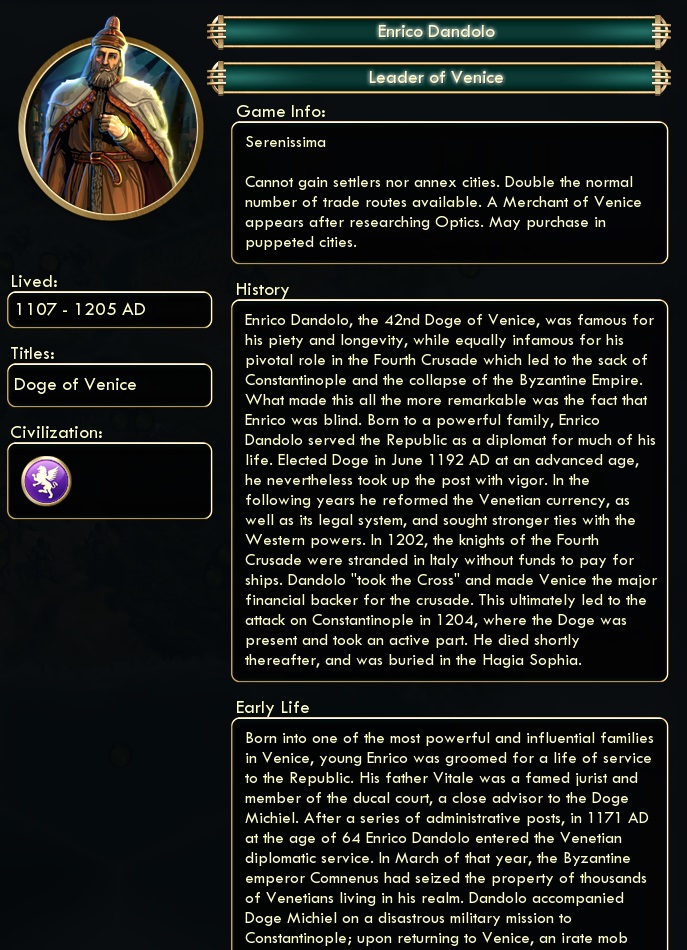 Enrico Dandolo
Leader of Venice
Game Info:
Serenissima
Cannot gain settlers nor annex cities. Double the normal
number of trade routes available. A Merchant of Venice
appears after researching Optics. May purchase in
puppeted cities.
Lived:
1107 - 1205 AD
Titles:
Doge of Venice
Civilization:
History
Enrico Dandolo, the 42nd Doge of Venice, was famous for
his piety and longevity, while equally infamous for his
pivotal role in the Fourth Crusade which led to the sack of
Constantinople and the collapse of the Byzantine Empire.
What made this all the more remarkable was the fact that
Enrico was blind. Born to a powerful family, Enrico
Dandolo served the Republic as a diplomat for much of his
life. Elected Doge in June 1192 AD at an advanced age,
he nevertheless took up the post with vigor. In the
following years he reformed the Venetian currency, as
well as its legal system, and sought stronger ties with the
Western powers. In 1202, the knights of the Fourth
Crusade were stranded in Italy without funds to pay for
ships. Dandolo "took the Cross" and made Venice the major
financial backer for the crusade. This ultimately led to the
attack on Constantinople in 1204, where the Doge was
present and took an active part. He died shortly
thereafter, and was buried in the Hagia Sophia.
Early Life
Born into one of the most powerful and influential families
in Venice, young Enrico was groomed for a life of service
to the Republic. His father Vitale was a famed jurist and
member of the ducal court, a close advisor to the Doge
Michiel. After a series of administrative posts, in 1171 AD
at the age of 64 Enrico Dandolo entered the Venetian
diplomatic service. In March of that year, the Byzantine
emperor Comnenus had seized the property of thousands
of Venetians living in his realm. Dandolo accompanied
Doge Michiel on a disastrous military mission to
Constantinople; upon returning to Venice, an irate mob